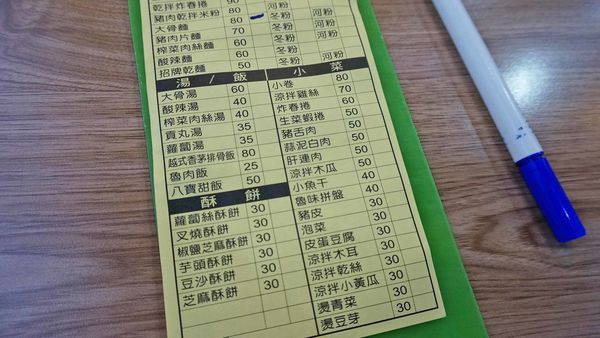 乾拌炸春捲 90 河粉
豬肉乾拌米粉 80 冬粉 河粉
大骨麵 80 冬粉 河粉
豬肉片麵 70 冬粉 河粉
榨菜肉絲麵 60 冬粉 河粉
酸辣麵 60 冬粉 河粉
招牌乾麵 50 冬粉 河粉
湯/飯
大骨湯 60
酸辣湯 40
榨菜肉絲湯 40
貢丸湯 35
蘿蔔湯 35
越式香茅排骨飯 80
魯肉飯 25
八寶甜飯 50
酥餅
蘿蔔絲酥餅 30
叉燒酥餅 30
椒鹽芝麻酥餅 30
芋頭酥餅 30
豆沙酥餅 30
芝麻酥餅 30
小菜
小卷 80
涼拌雞絲 70
炸春捲 60
生菜蝦捲 50
豬舌肉 50
蒜泥白肉 50
肝連肉 50
涼拌木瓜 50
小魚干 40
魯味拼盤 40
豬皮 30
泡菜 30
皮蛋豆腐 30
涼拌木耳 30
涼拌乾絲 30
涼拌小黃瓜 30
燙青菜 30
燙豆芽 30